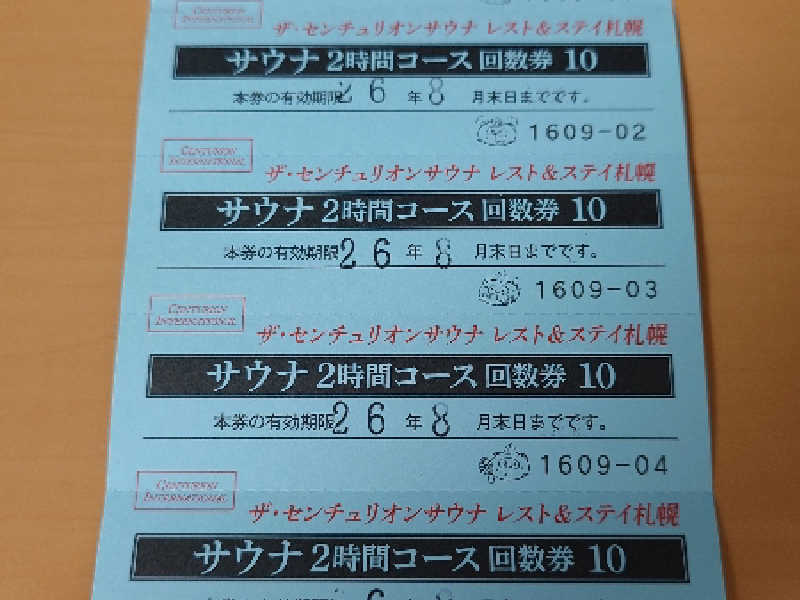 CENTURION
INTERNATIONAL
ザ・センチュリオンサウナ レスト&ステイ札幌
サウナ 2時間コース 回数券 10
本券の有効期限 26 年 8 月末日までです。
1609-02
CENTURION
INTERNATIONAL
ザ・センチュリオンサウナ レスト&ステイ札幌
サウナ 2時間コース 回数券 10
本券の有効期限 26 年 8 月末日までです。
1609-03
CENTURION
INTERNATIONAL
ザ・センチュリオンサウナ レスト&ステイ札幌
サウナ 2時間コース 回数券 10
本券の有効期限 26 年 8 月末日までです。
1609-04
CENTURION
INTERNATIONAL
ザ・センチュリオンサウナ レスト&ステイ札幌
サウナ 2時間コース 回数券 10